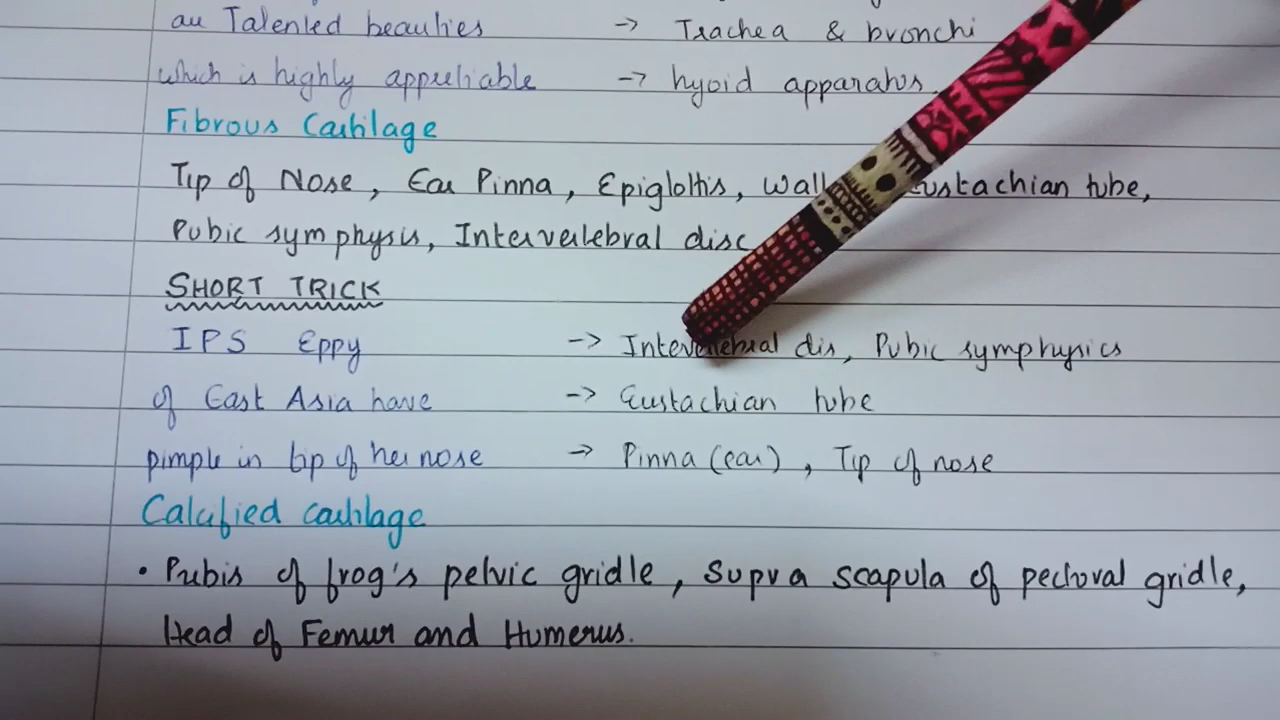 au Talented beauties → Trachea & bronchi
which is highly appreliable → hyoid apparatus
Fibrous Cartilage
Tip of Nose, Ear Pinna, Epiglottis, Wall Eustachian tube,
Pubic symphysis, Intervertebral disc
SHORT TRICK
IPS Eppy → Intervertebral dis, Pubic symphysics
of East Asia have → Eustachian tube
pimple in tip of her nose → Pinna (ear), Tip of nose
Calcified cartilage
• Pubis of frog's pelvic gridle, Supra scapula of pectoral gridle,
Head of Femur and Humerus.